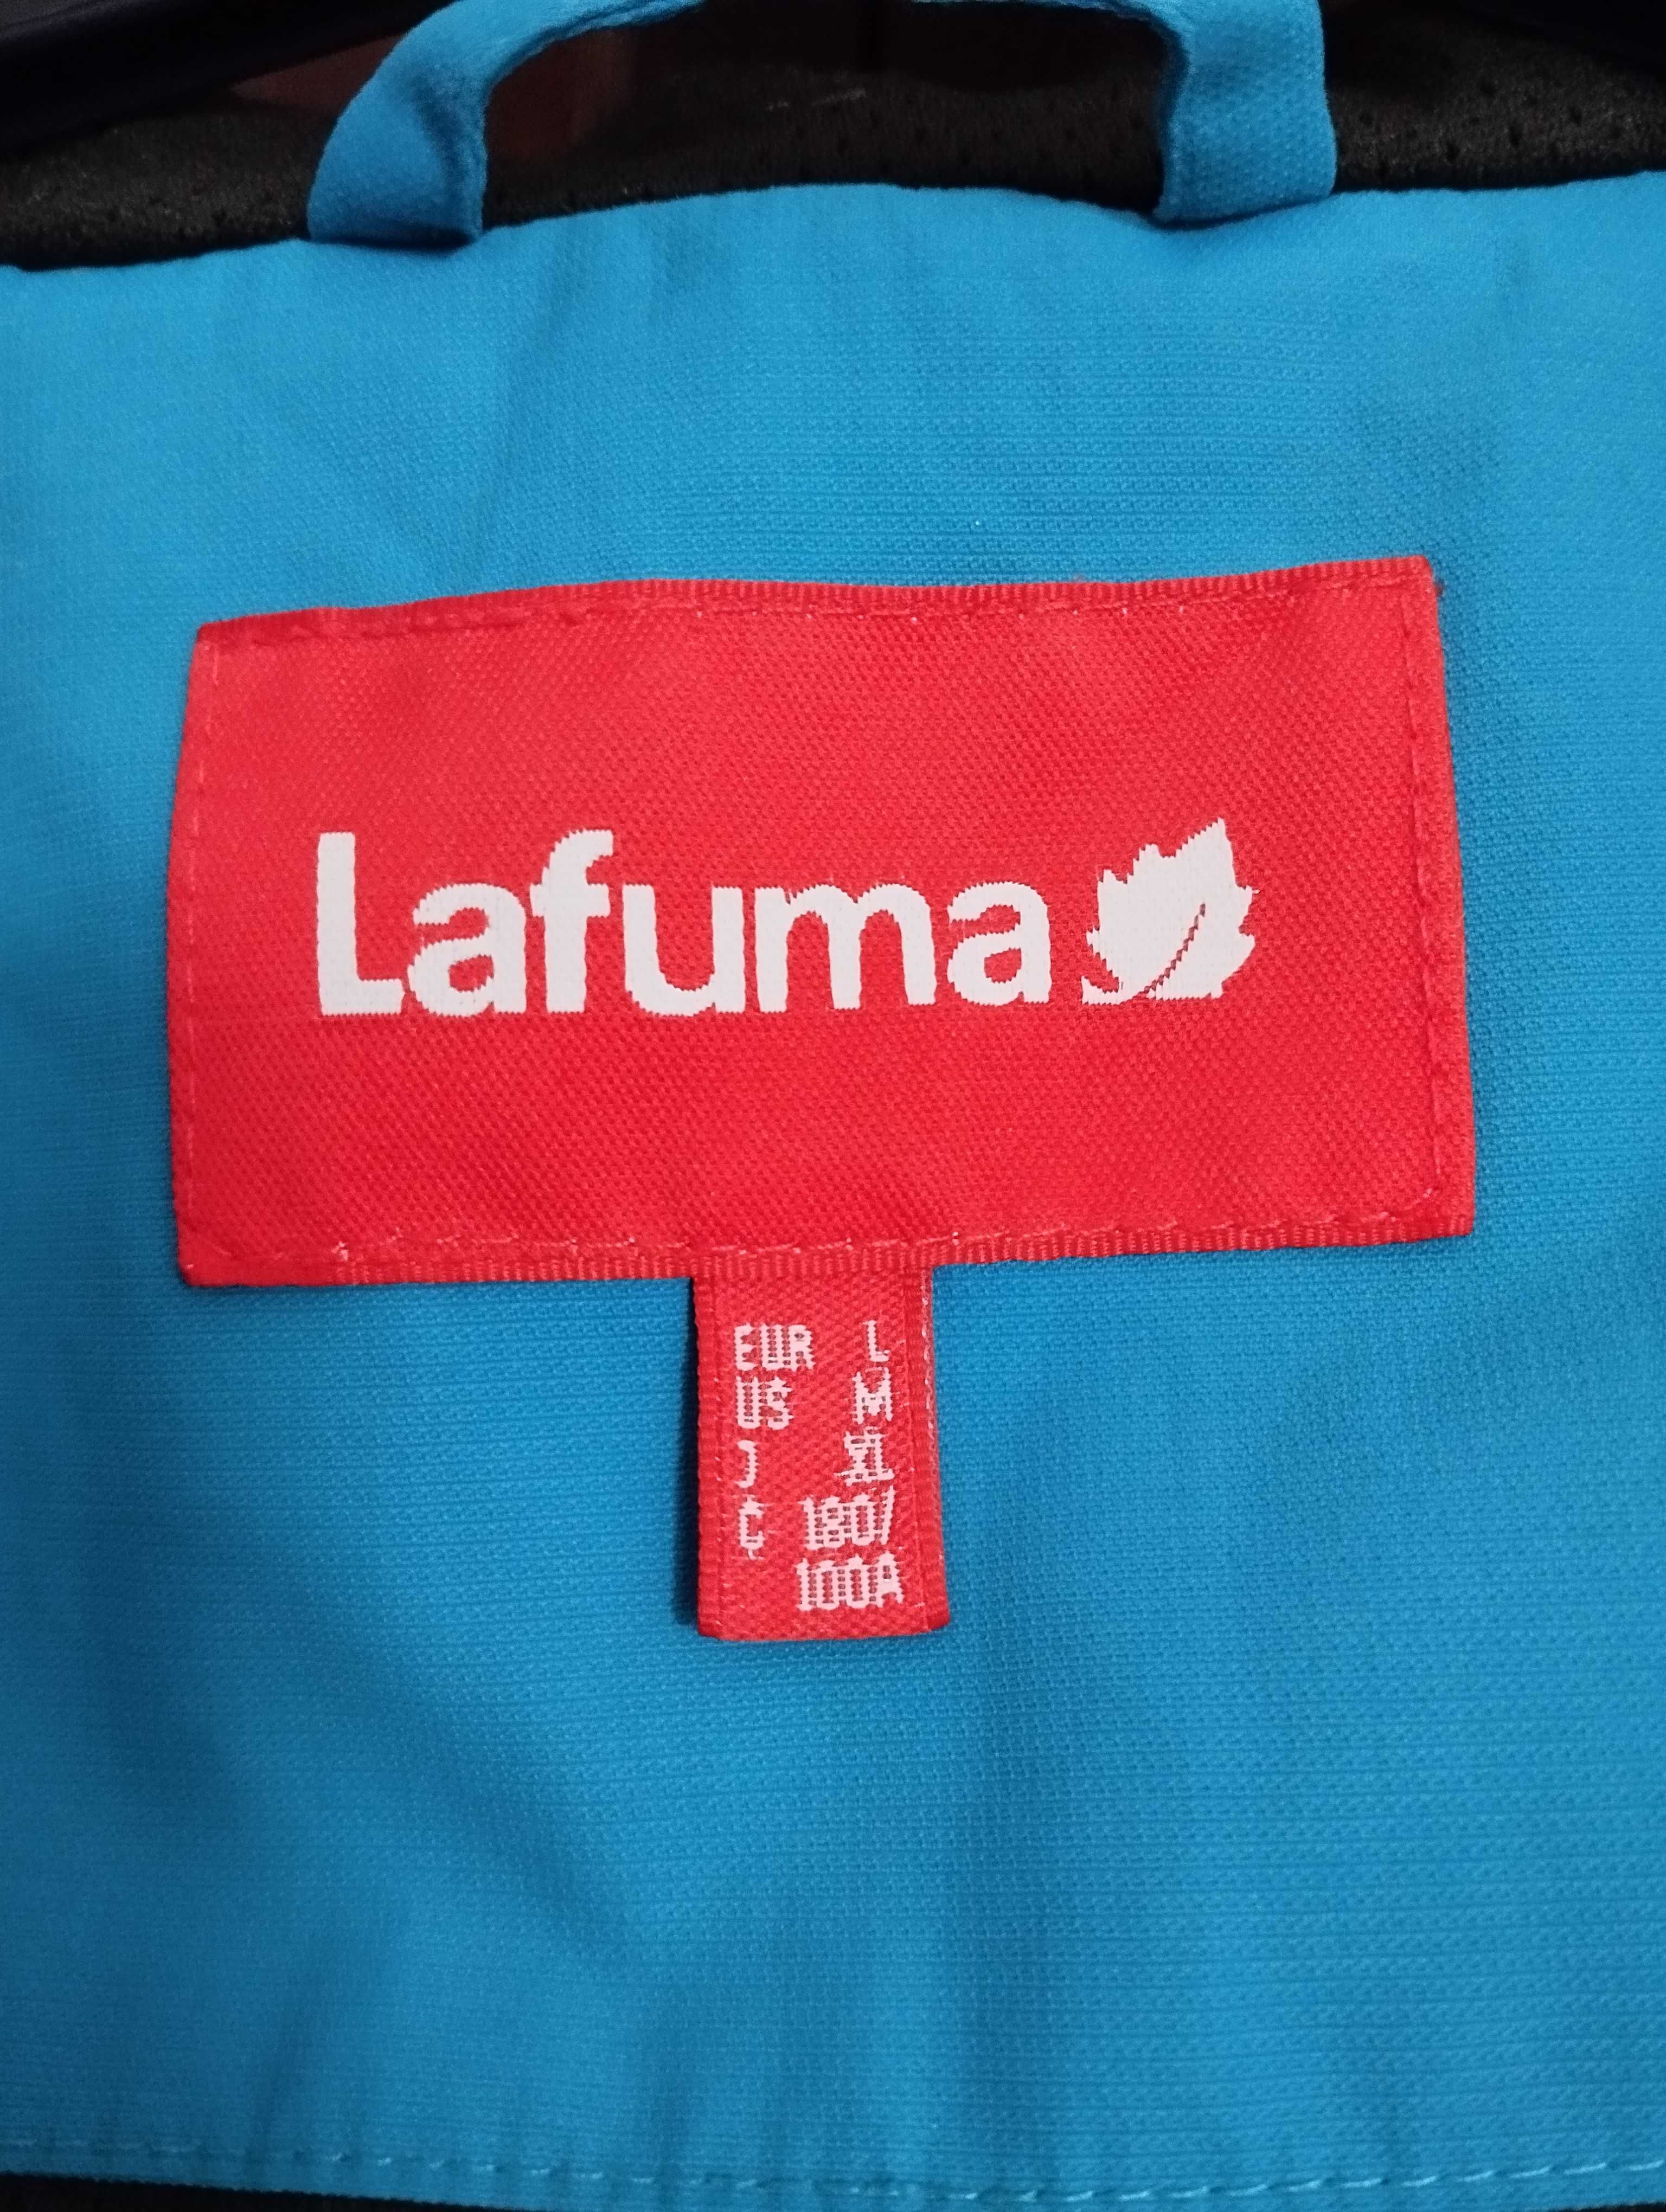 Lafuma
EUR L
US M
J XL
C 180/
100A